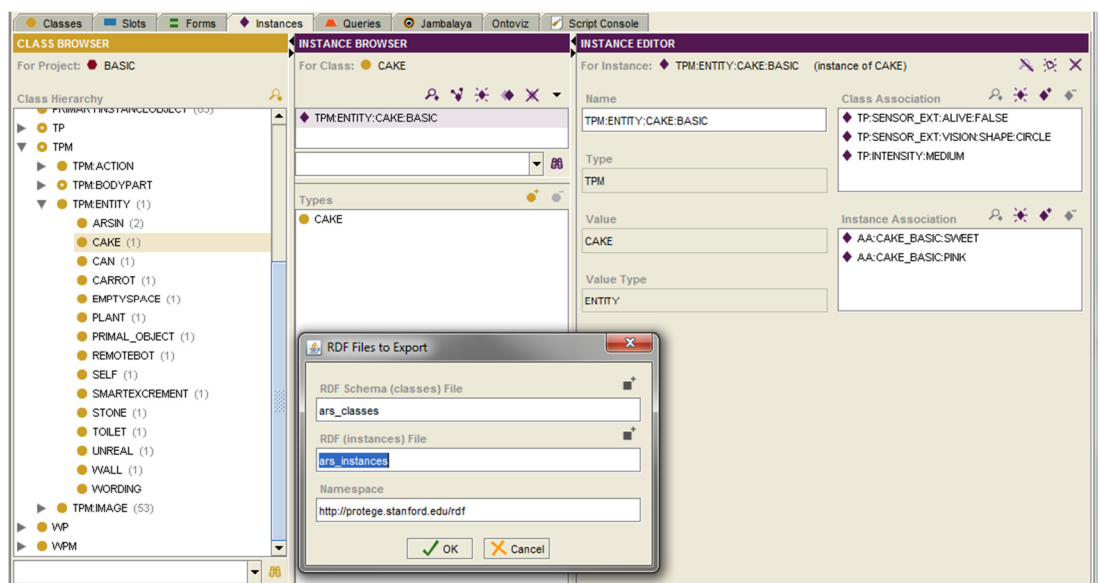 Classes Slots Forms Instances Queries Jambalaya Ontoviz Script Console
CLASS BROWSER
For Project: BASIC
Class Hierarchy
TP
TPM
TPM:ACTION
TPM:BODYPART
TPM:ENTITY (1)
ARSIN (2)
CAKE (1)
CAN (1)
CARROT (1)
EMPTYSPACE (1)
PLANT (1)
PRIMAL_OBJECT (1)
REMOTEBOT (1)
SELF (1)
SMARTEXCREMENT (1)
STONE (1)
TOILET (1)
UNREAL (1)
WALL (1)
WORDING
TPM:IMAGE (53)
WP
WPM
INSTANCE BROWSER
For Class: CAKE
TPM:ENTITY:CAKE:BASIC
Types
CAKE
INSTANCE EDITOR
For Instance: TPM:ENTITY:CAKE:BASIC (instance of CAKE)
Name
TPM:ENTITY:CAKE:BASIC
Type
TPM
Value
CAKE
Value Type
ENTITY
Class Association
TP:SENSOR_EXT:ALIVE:FALSE
TP:SENSOR_EXT:VISION:SHAPE:CIRCLE
TP:INTENSITY:MEDIUM
Instance Association
AA:CAKE_BASIC:SWEET
AA:CAKE_BASIC:PINK
RDF Files to Export
RDF Schema (classes) File
ars_classes
RDF (instances) File
ars_instances
Namespace
http://protege.stanford.edu/rdf
OK Cancel